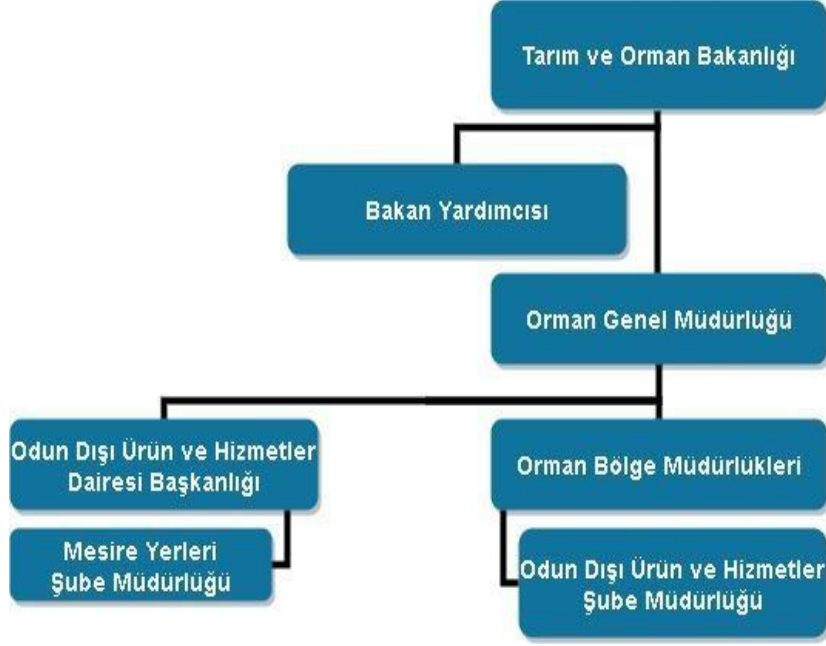 Tarım ve Orman Bakanlığı
Bakan Yardımcısı
Orman Genel Müdürlüğü
Odun Dışı Ürün ve Hizmetler
Dairesi Başkanlığı
Orman Bölge Müdürlükleri
Mesire Yerleri
Şube Müdürlüğü
Odun Dışı Ürün ve Hizmetler
Şube Müdürlüğü